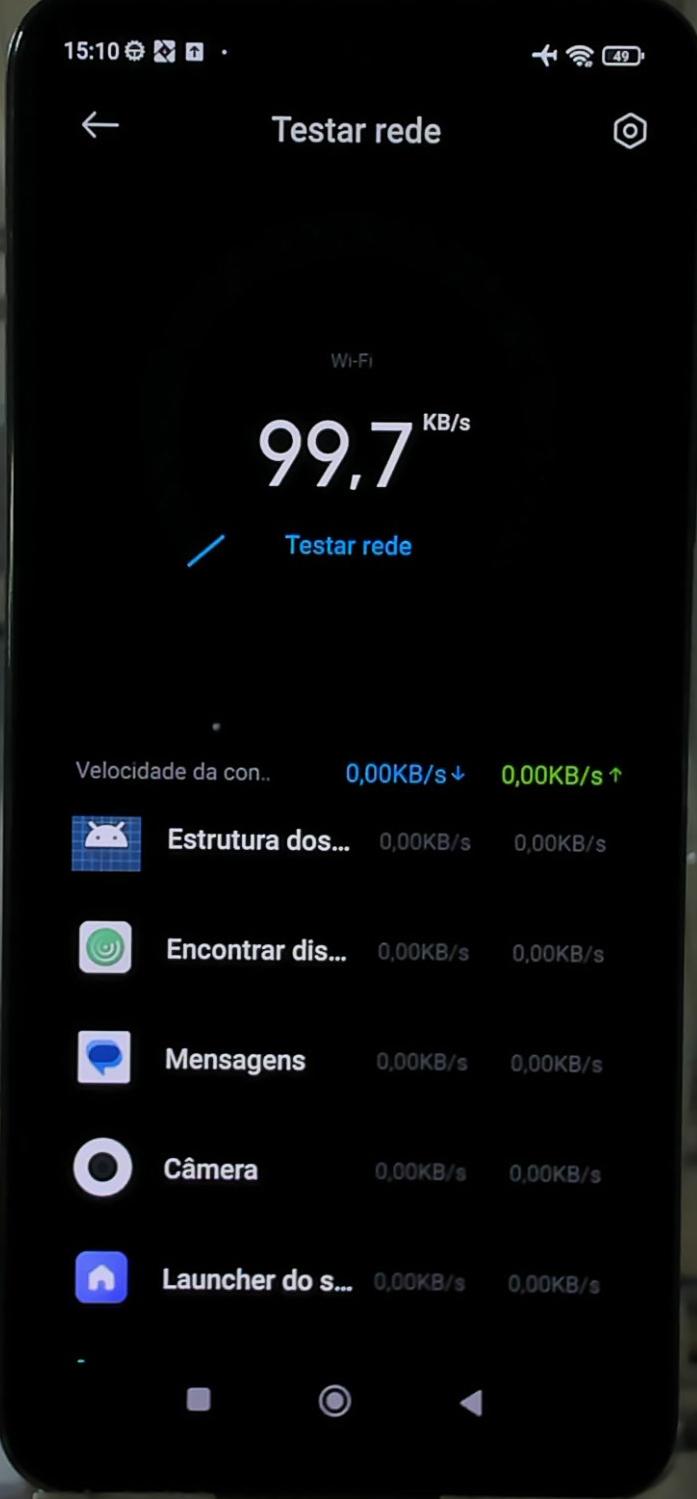 15:10 49
Testar rede
Wi-Fi
99,7 KB/s
Testar rede
Velocidade da con.. 0,00KB/s↓ 0,00KB/s↑
Estrutura dos... 0,00KB/s 0,00KB/s
Encontrar dis... 0,00KB/s 0,00KB/s
Mensagens 0,00KB/s 0,00KB/s
Câmera 0,00KB/s 0,00KB/s
Launcher do s... 0,00KB/s 0,00KB/s